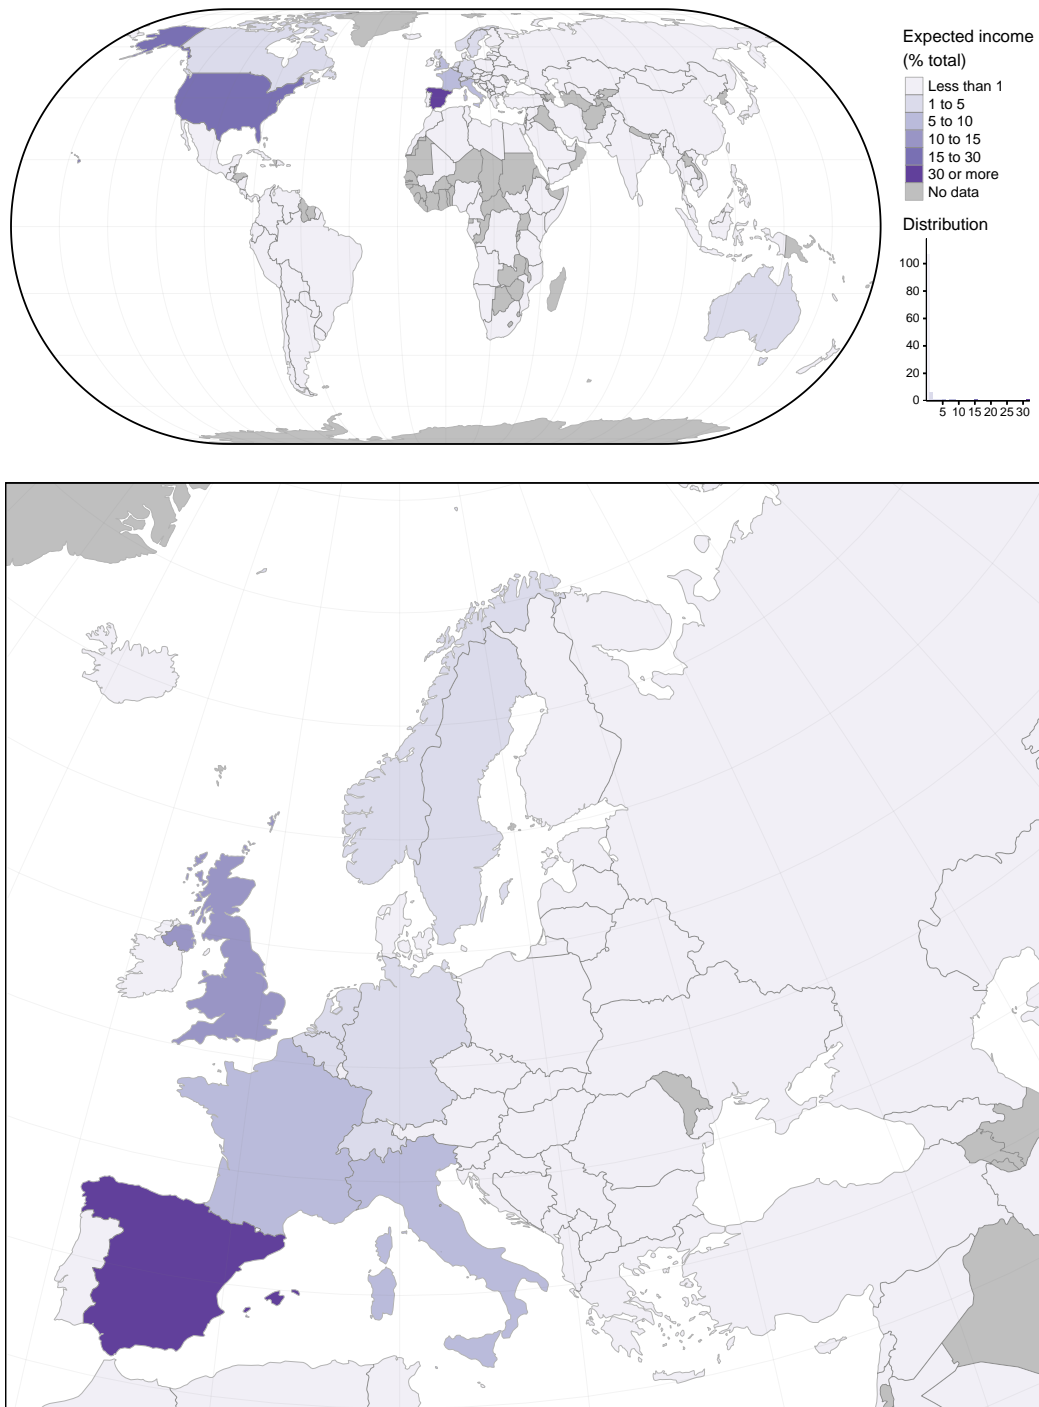 Expected income
(% total)
Less than 1
1 to 5
5 to 10
10 to 15
15 to 30
30 or more
No data
Distribution
100
80
60
40
20
0
5 10 15 20 25 30